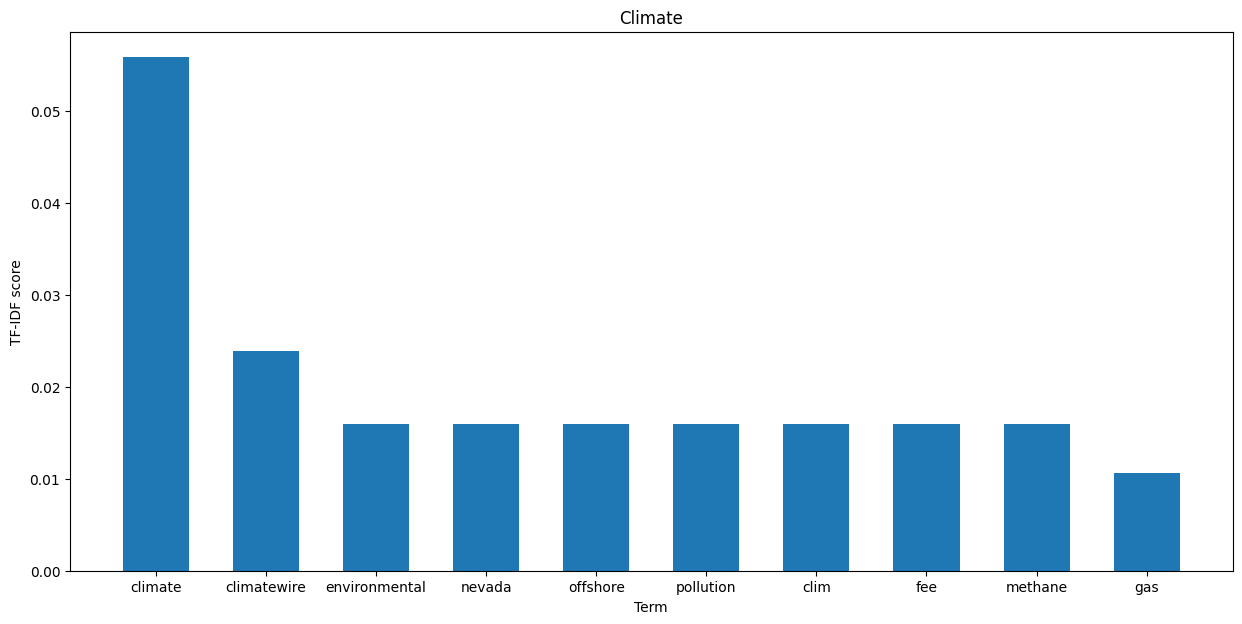 Climate
TF-IDF score
0.05
0.04
0.03
0.02
0.01
0.00
climate climatewire environmental nevada offshore pollution clim fee methane gas
Term